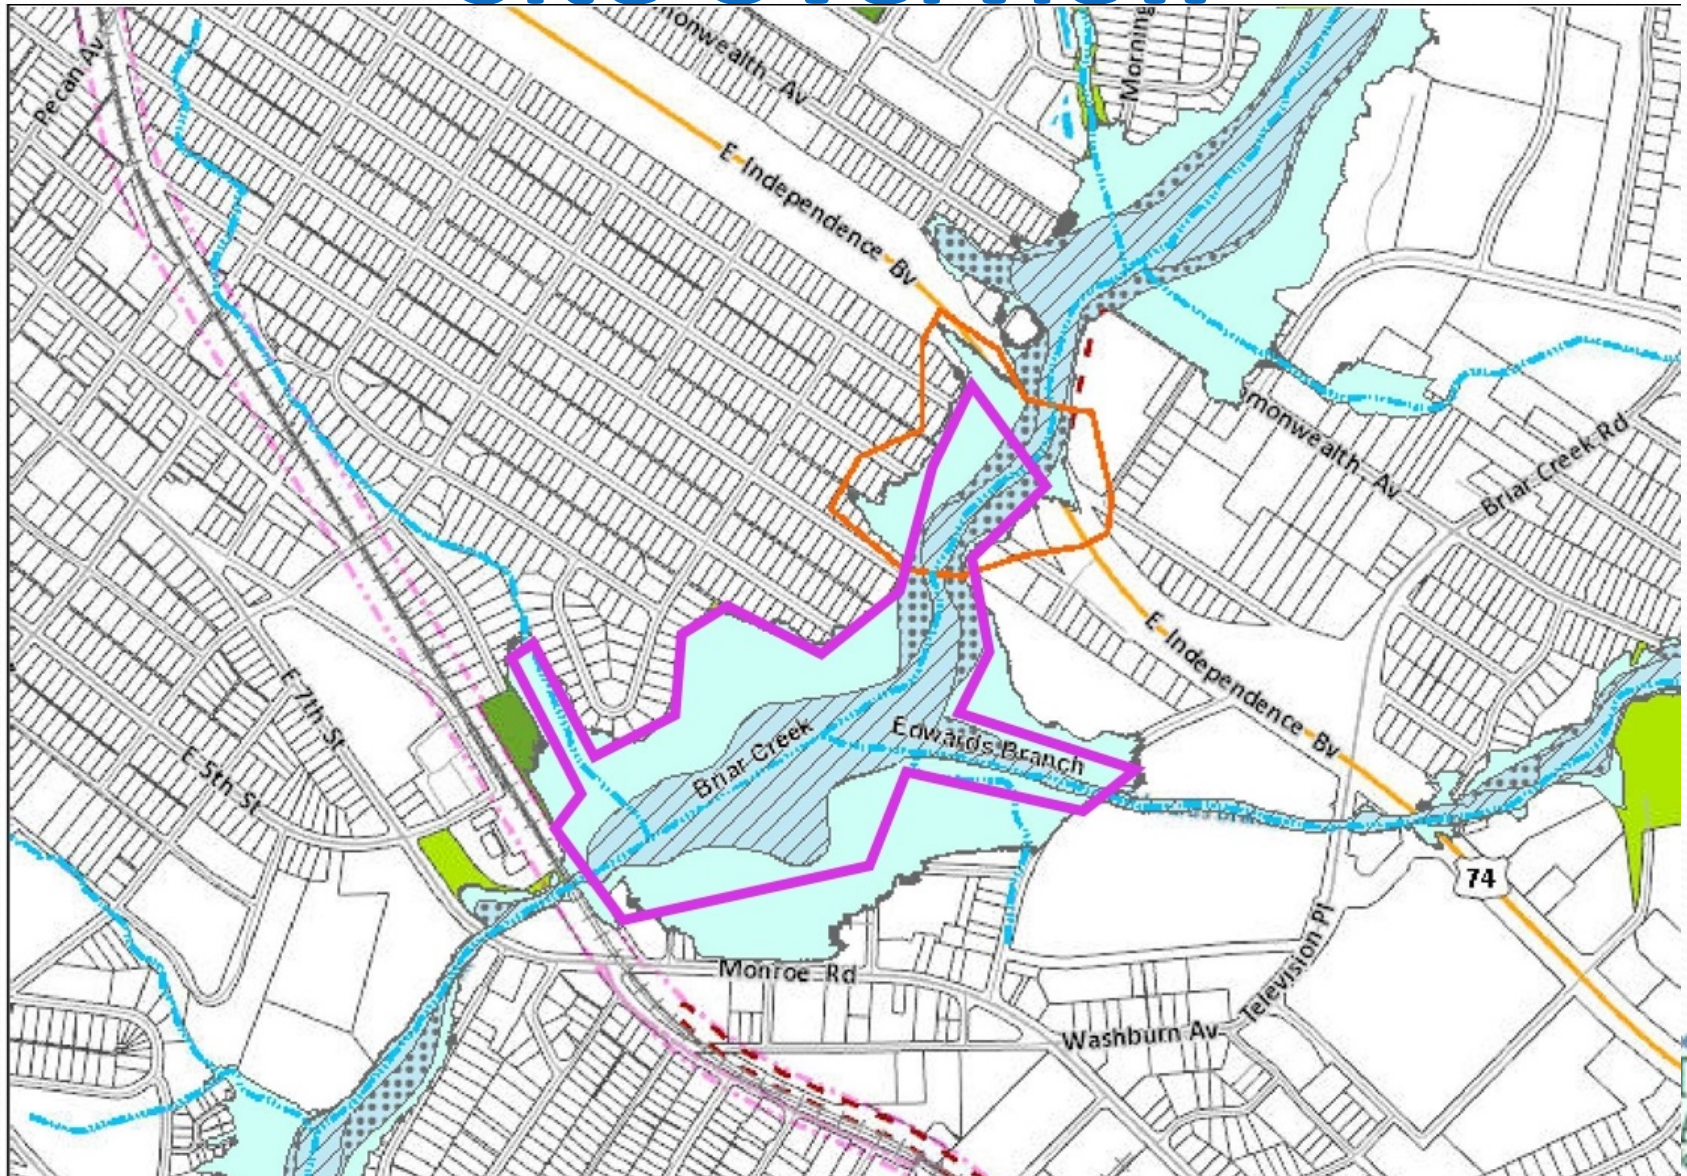 Pecan Av
monwealth Av
Morning
E Independence Bv
monwealth Av
Briar Creek Rd
E Independence Bv
E 7th St
E 5th St
Briar Creek
Edwards Branch
74
Monroe Rd
Television Pl
Washburn Av